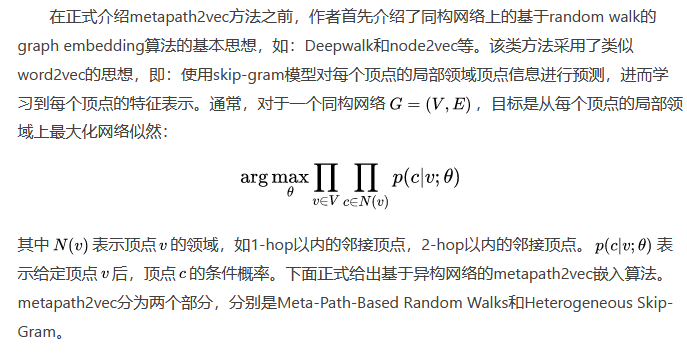 在正式介绍metapath2vec方法之前，作者首先介绍了同构网络上的基于random walk的
graph embedding算法的基本思想，如：Deepwalk和node2vec等。该类方法采用了类似
word2vec的思想，即：使用skip-gram模型对每个顶点的局部领域顶点信息进行预测，进而学
习到每个顶点的特征表示。通常，对于一个同构网络 G = (V, E) ，目标是从每个顶点的局部领
域上最大化网络似然：
arg max_θ ∏_{v∈V} ∏_{c∈N(v)} p(c|v; θ)
其中 N(v) 表示顶点 v 的领域，如1-hop以内的邻接顶点，2-hop以内的邻接顶点。 p(c|v; θ) 表
示给定顶点 v 后，顶点 c 的条件概率。下面正式给出基于异构网络的metapath2vec嵌入算法。
metapath2vec分为两个部分，分别是Meta-Path-Based Random Walks和Heterogeneous Skip-
Gram。